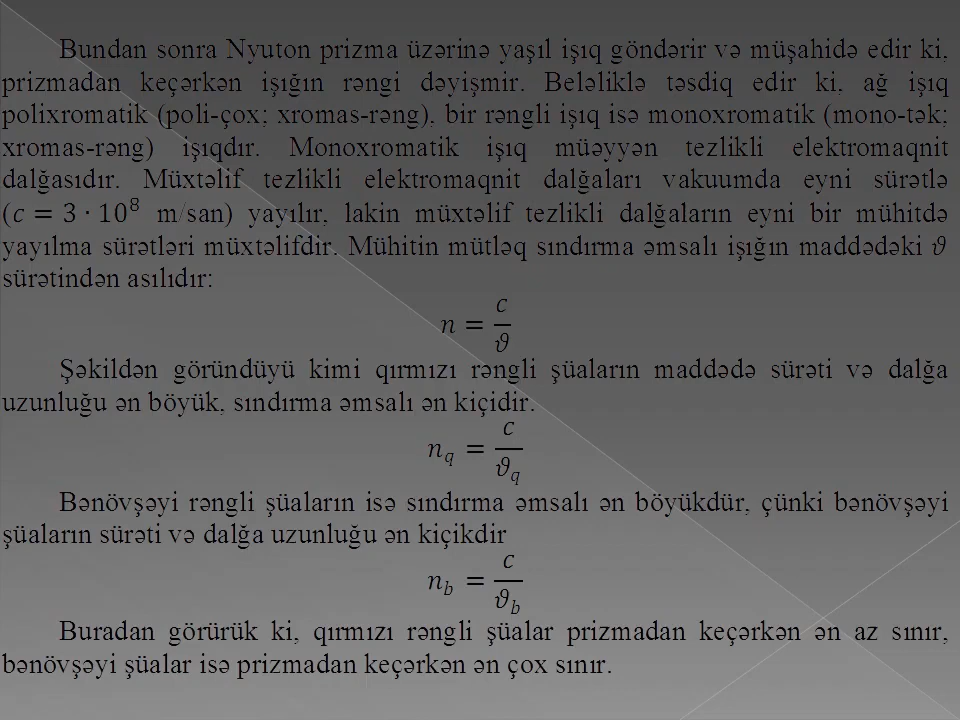 Bundan sonra Nyuton prizma üzərinə yaşıl işıq göndərir və müşahidə edir ki,
prizmadan keçərkən işığın rəngi dəyişmir. Beləliklə təsdiq edir ki, ağ işıq
polixromatik (poli-çox; xromas-rəng), bir rəngli işıq isə monoxromatik (mono-tək;
xromas-rəng) işıqdır. Monoxromatik işıq müəyyən tezlikli elektromaqnit
dalğasıdır. Müxtəlif tezlikli elektromaqnit dalğaları vakuumda eyni sürətlə
(c = 3 · 10⁸ m/san) yayılır, lakin müxtəlif tezlikli dalğaların eyni bir mühitdə
yayılma sürətləri müxtəlifdir. Mühitin mütləq sındırma əmsalı işığın maddədəki ϑ
sürətindən asılıdır:
n = c/ϑ
Şəkildən göründüyü kimi qırmızı rəngli şüaların maddədə sürəti və dalğa
uzunluğu ən böyük, sındırma əmsalı ən kiçidir.
n_q = c/ϑ_q
Bənövşəyi rəngli şüaların isə sındırma əmsalı ən böyükdür, çünki bənövşəyi
şüaların sürəti və dalğa uzunluğu ən kiçikdir
n_b = c/ϑ_b
Buradan görürük ki, qırmızı rəngli şüalar prizmadan keçərkən ən az sınır,
bənövşəyi şüalar isə prizmadan keçərkən ən çox sınır.